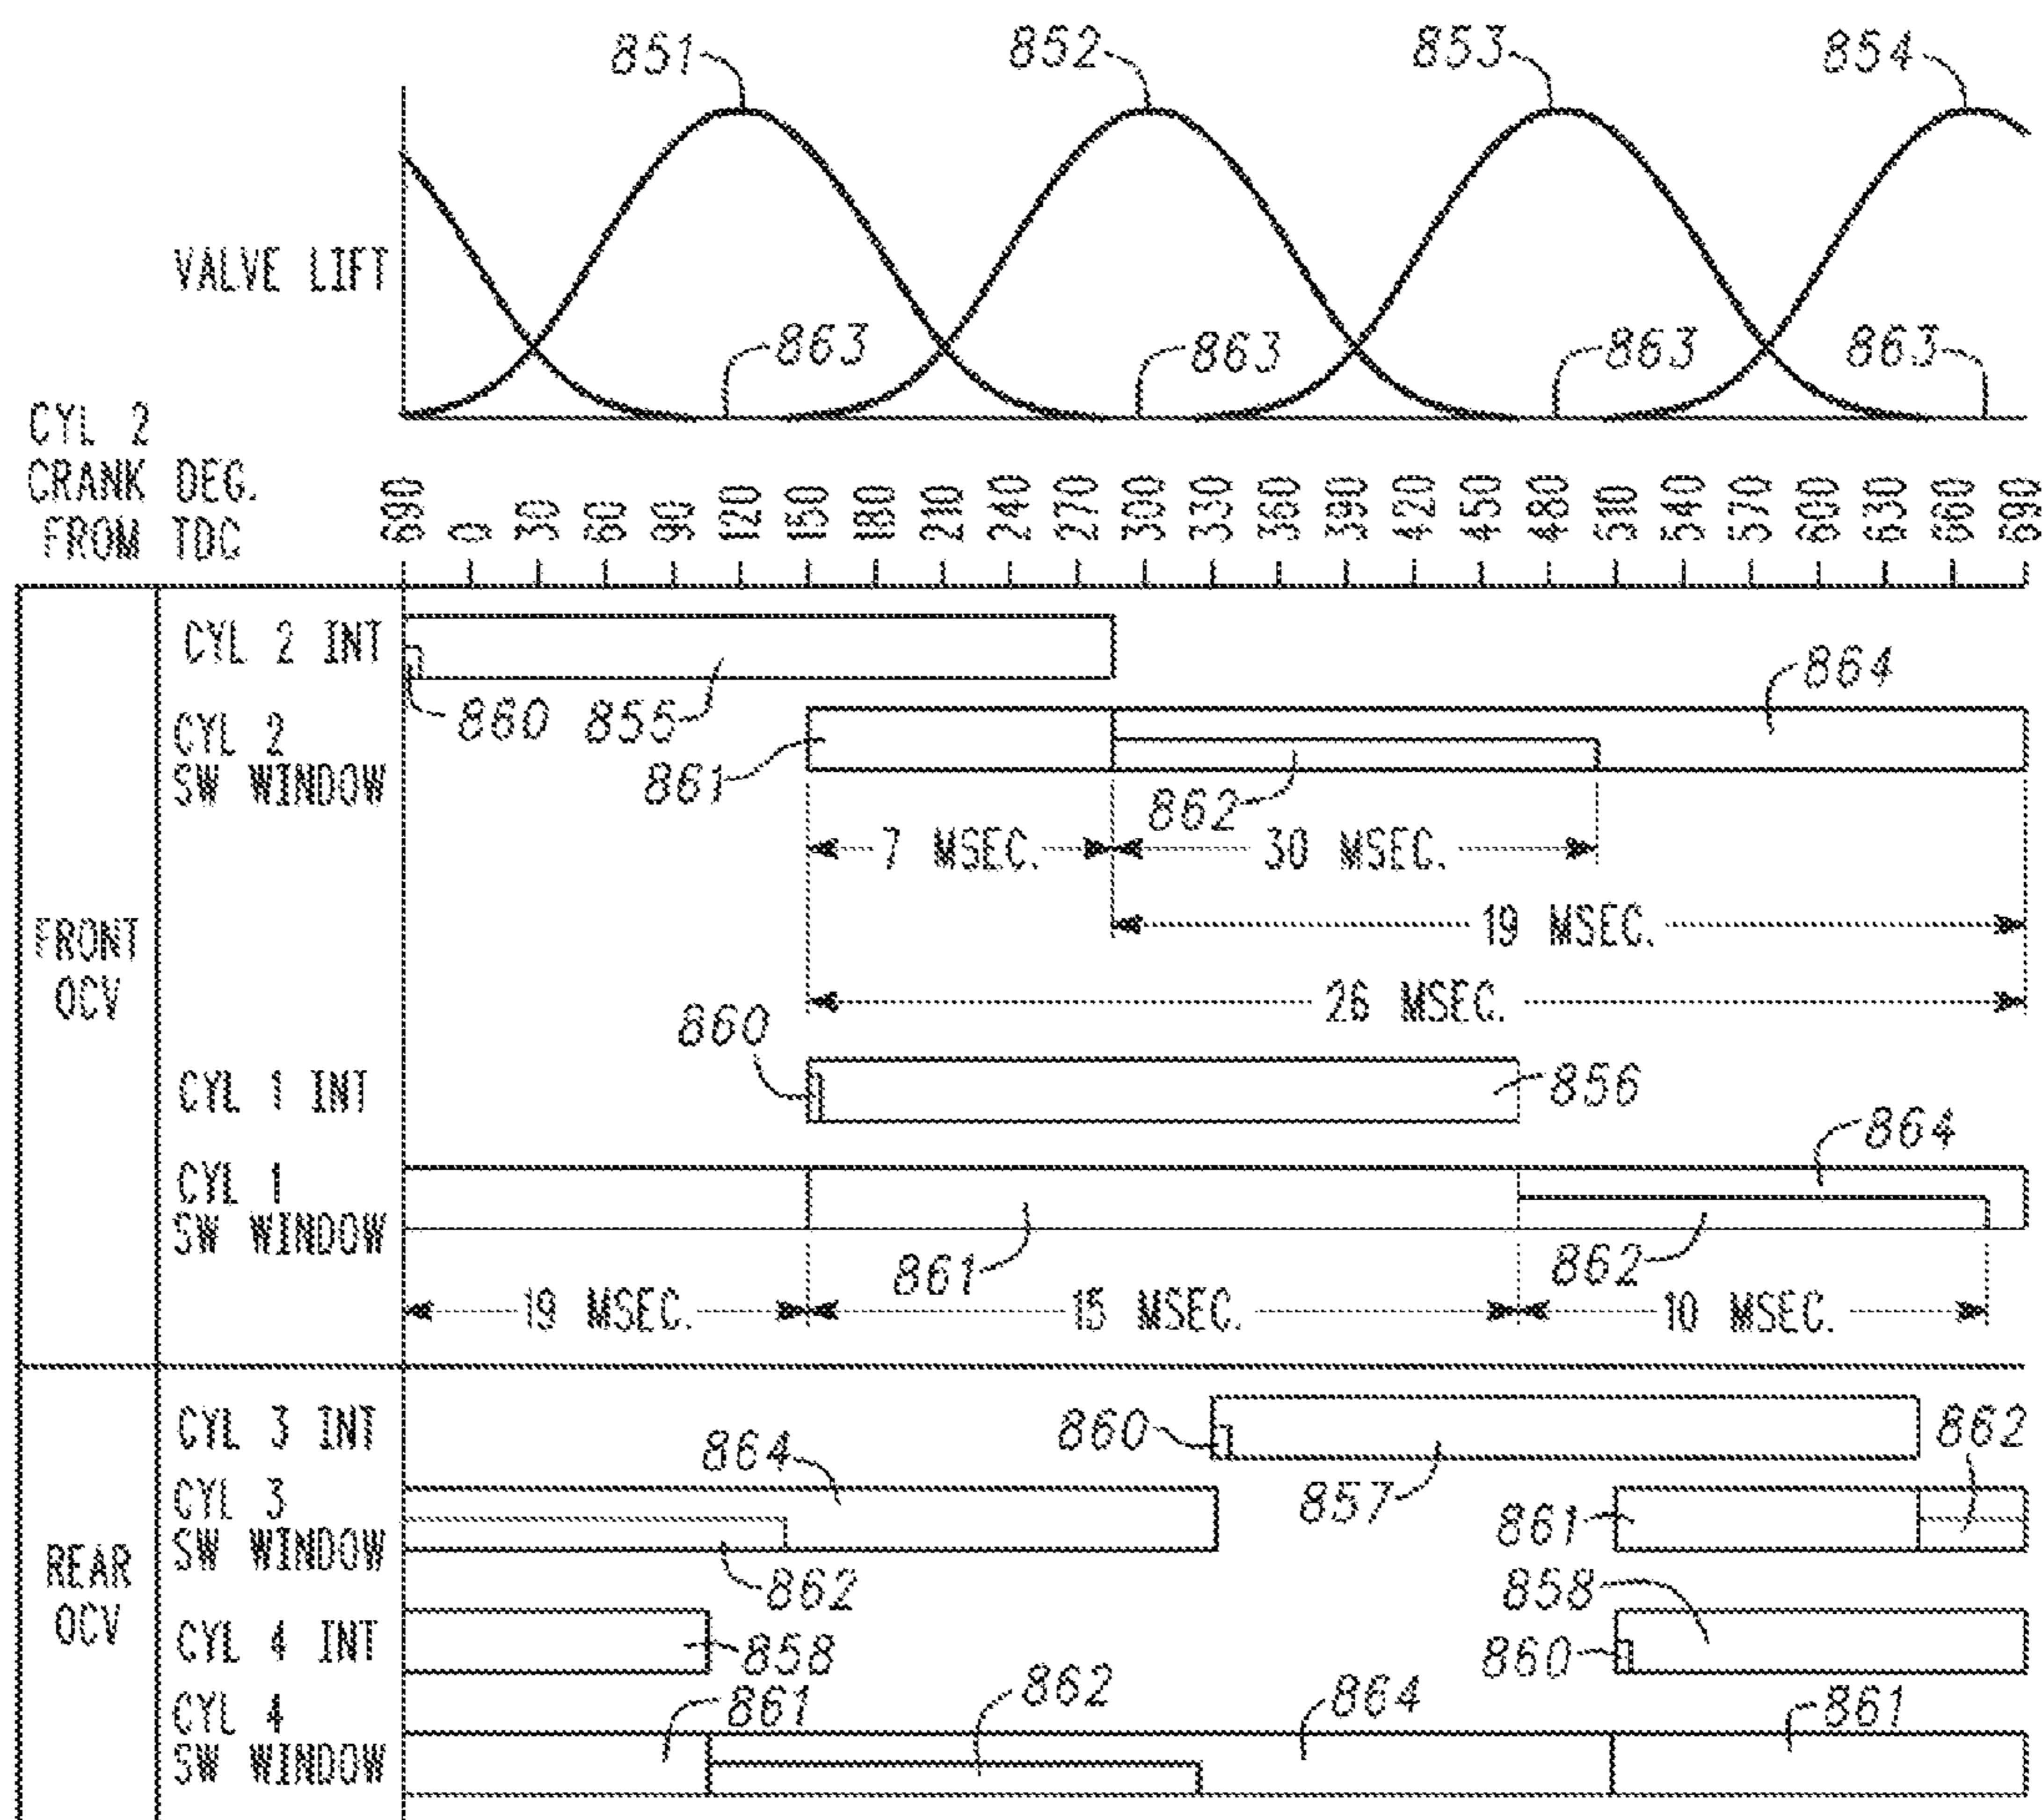 851 852 853 854
VALVE LIFT
863 863 863 863
CYL 2
CRANK DEG.
FROM TDC
690 0 30 60 90 120 150 180 210 240 270 300 330 360 390 420 450 480 510 540 570 600 630 660 690
FRONT
OCV
CYL 2 INT
860 855
864
CYL 2
SW WINDOW
861
862
7 MSEC. 30 MSEC.
19 MSEC.
26 MSEC.
860
CYL 1 INT
856
864
CYL 1
SW WINDOW
861
862
19 MSEC. 15 MSEC. 10 MSEC.
REAR
OCV
CYL 3 INT
860
857
862
864
CYL 3
SW WINDOW
861
862
858
CYL 4 INT
858
860
861
862
864
861
CYL 4
SW WINDOW